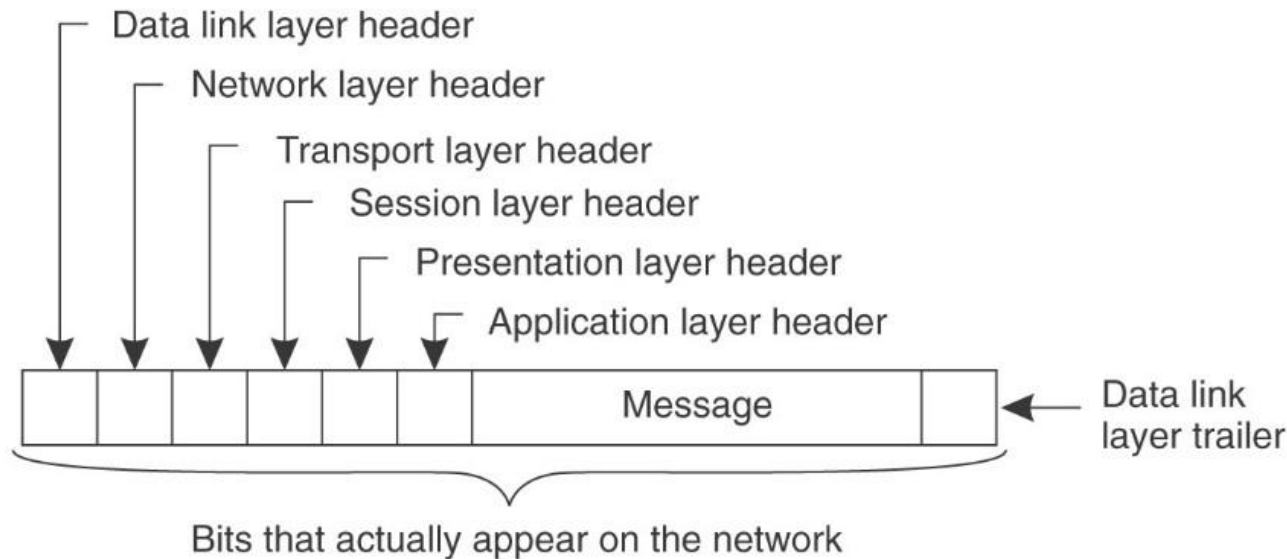 Data link layer header
Network layer header
Transport layer header
Session layer header
Presentation layer header
Application layer header
Message
Data link
layer trailer
Bits that actually appear on the network